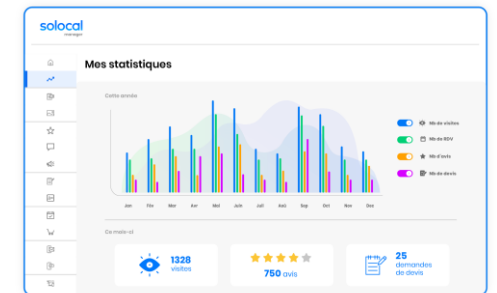 solocal
manager
Mes statistiques
Cette année
Nb de visites
Nb de RDV
Nb d'avis
Nb de devis
Jan Fév Mar Avr Mai Juin Juil Aoû Sep Oct Nov Dec
Ce mois-ci
1328
visites
750 avis
25
demandes
de devis